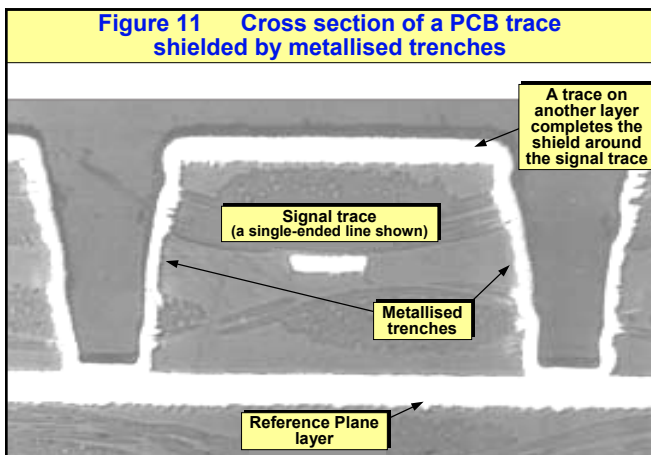 Figure 11 Cross section of a PCB trace
shielded by metallised trenches
A trace on
another layer
completes the
shield around
the signal trace
Signal trace
(a single-ended line shown)
Metallised
trenches
Reference Plane
layer